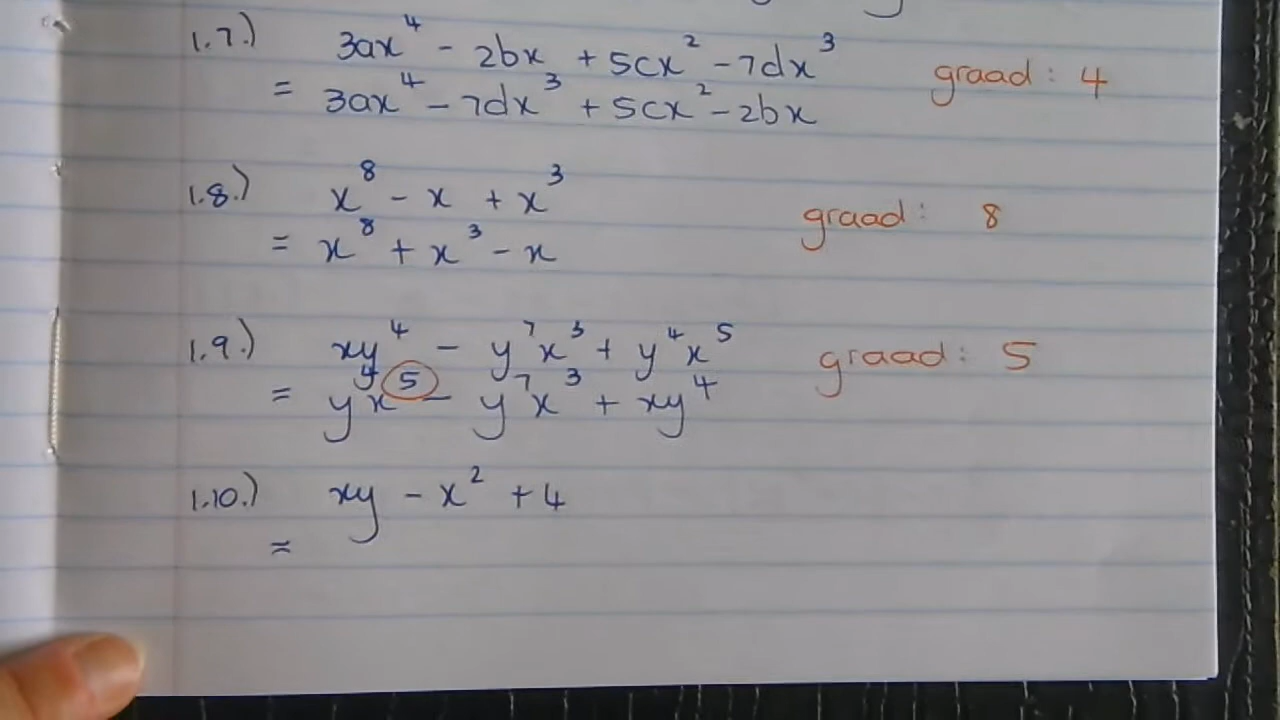 1.7.) 3ax⁴ - 2bx + 5cx² - 7dx³ graad: 4
= 3ax⁴ - 7dx³ + 5cx² - 2bx
1.8.) x⁸ - x + x³ graad: 8
= x⁸ + x³ - x
1.9.) xy⁴ - y⁷x³ + y⁴x⁵ graad: 5
= y⁴x⁵ - y⁷x³ + xy⁴
1.10.) xy - x² + 4
=